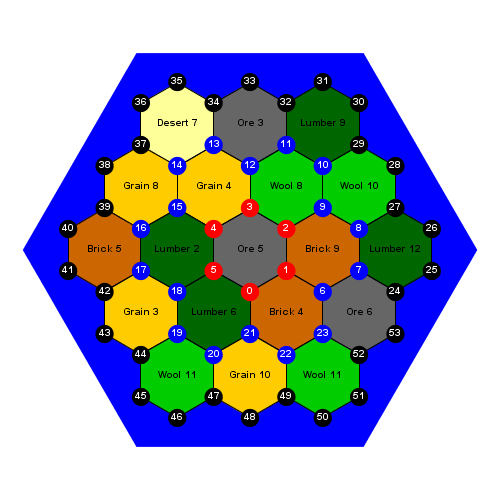 35 33 31
36 34 32 30
Desert 7 Ore 3 Lumber 9
37 13 11 29
38 14 12 10 28
Grain 8 Grain 4 Wool 8 Wool 10
39 15 3 9 27
40 16 4 2 8 26
Brick 5 Lumber 2 Ore 5 Brick 9 Lumber 12
41 17 5 1 7 25
42 18 0 6 24
Grain 3 Lumber 6 Brick 4 Ore 6
43 19 21 23 53
44 20 22 52
Wool 11 Grain 10 Wool 11
45 47 49 51
46 48 50